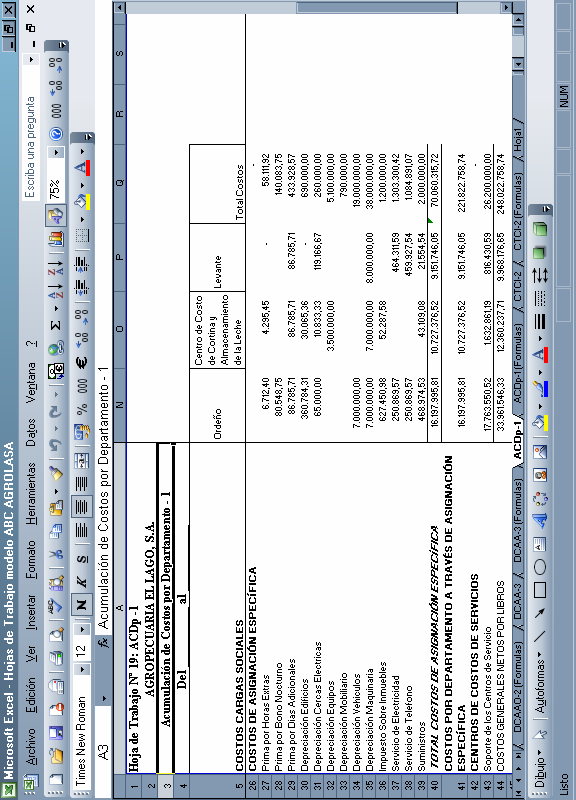 Microsoft Excel - Hojas de Trabajo modelo ABC AGROLASA
Archivo Edición Ver Insertar Formato Herramientas Datos Ventana ? Escriba una pregunta
75%
Times New Roman 12 N K S % 000 €
A3 fx Acumulación de Costos por Departamento - 1
A N O P Q R S
1 Hoja de Trabajo Nº 19: ACDp -1
2 AGROPECUARIA EL LAGO, S.A.
3 Acumulación de Costos por Departamento - 1
4 Del al
5 COSTOS CARGAS SOCIALES Ordeño Centro de Costo de Cortina y Almacenamiento de la Leche Levante Total Costos
26 COSTOS DE ASIGNACIÓN ESPECÍFICA
27 Prima por Horas Extras 6.712,40 4.295,45 - 59.111,92
28 Prima por Bono Nocturno 80.548,75 - 140.083,75
29 Prima por Dias Adicionales 86.785,71 86.785,71 86.785,71 433.928,57
30 Depreciación Edificios 360.784,31 30.065,36 690.000,00
31 Depreciación Cercas Electricas 65.000,00 10.833,33 119.166,67 260.000,00
32 Depreciación Equipos 3.500.000,00 5.100.000,00
33 Depreciación Mobiliario 790.000,00
34 Depreciación Vehiculos 7.000.000,00 19.000.000,00
35 Depreciación Maquinaria 7.000.000,00 7.000.000,00 8.000.000,00 38.000.000,00
36 Impuesto Sobre Inmuebles 627.450,98 52.287,58 1.200.000,00
37 Servicio de Electricidad 250.869,57 464.311,59 1.303.300,42
38 Servicio de Telefono 250.869,57 459.927,54 1.084.891,07
39 Suministros 468.974,53 43.109,08 21.554,54 2.000.000,00
40 TOTAL COSTOS DE ASIGNACIÓN ESPECÍFICA 16.197.995,81 10.727.376,52 9.151.746,05 70.060.315,72
41 COSTOS POR DEPARTAMENTO A TRAVÉS DE ASIGNACIÓN ESPECÍFICA 16.197.995,81 10.727.376,52 9.151.746,05 221.822.758,74
42 CENTROS DE COSTOS DE SERVICIOS -
43 Soporte de los Centros de Servicio 17.763.550,52 1.632.861,19 816.430,59 26.200.000,00
44 COSTOS GENERALES NETOS POR LIBROS 33.961.546,33 12.360.237,71 9.968.176,65 248.022.758,74
DCAAO-2 (Formulas) DCAA-3 DCAA-3 (Formulas) ACDp-1 ACDp-1 (Formulas) CTCI-2 CTCI-2 (Formulas) Hoja1
Dibujo Autoformas
Listo NUM